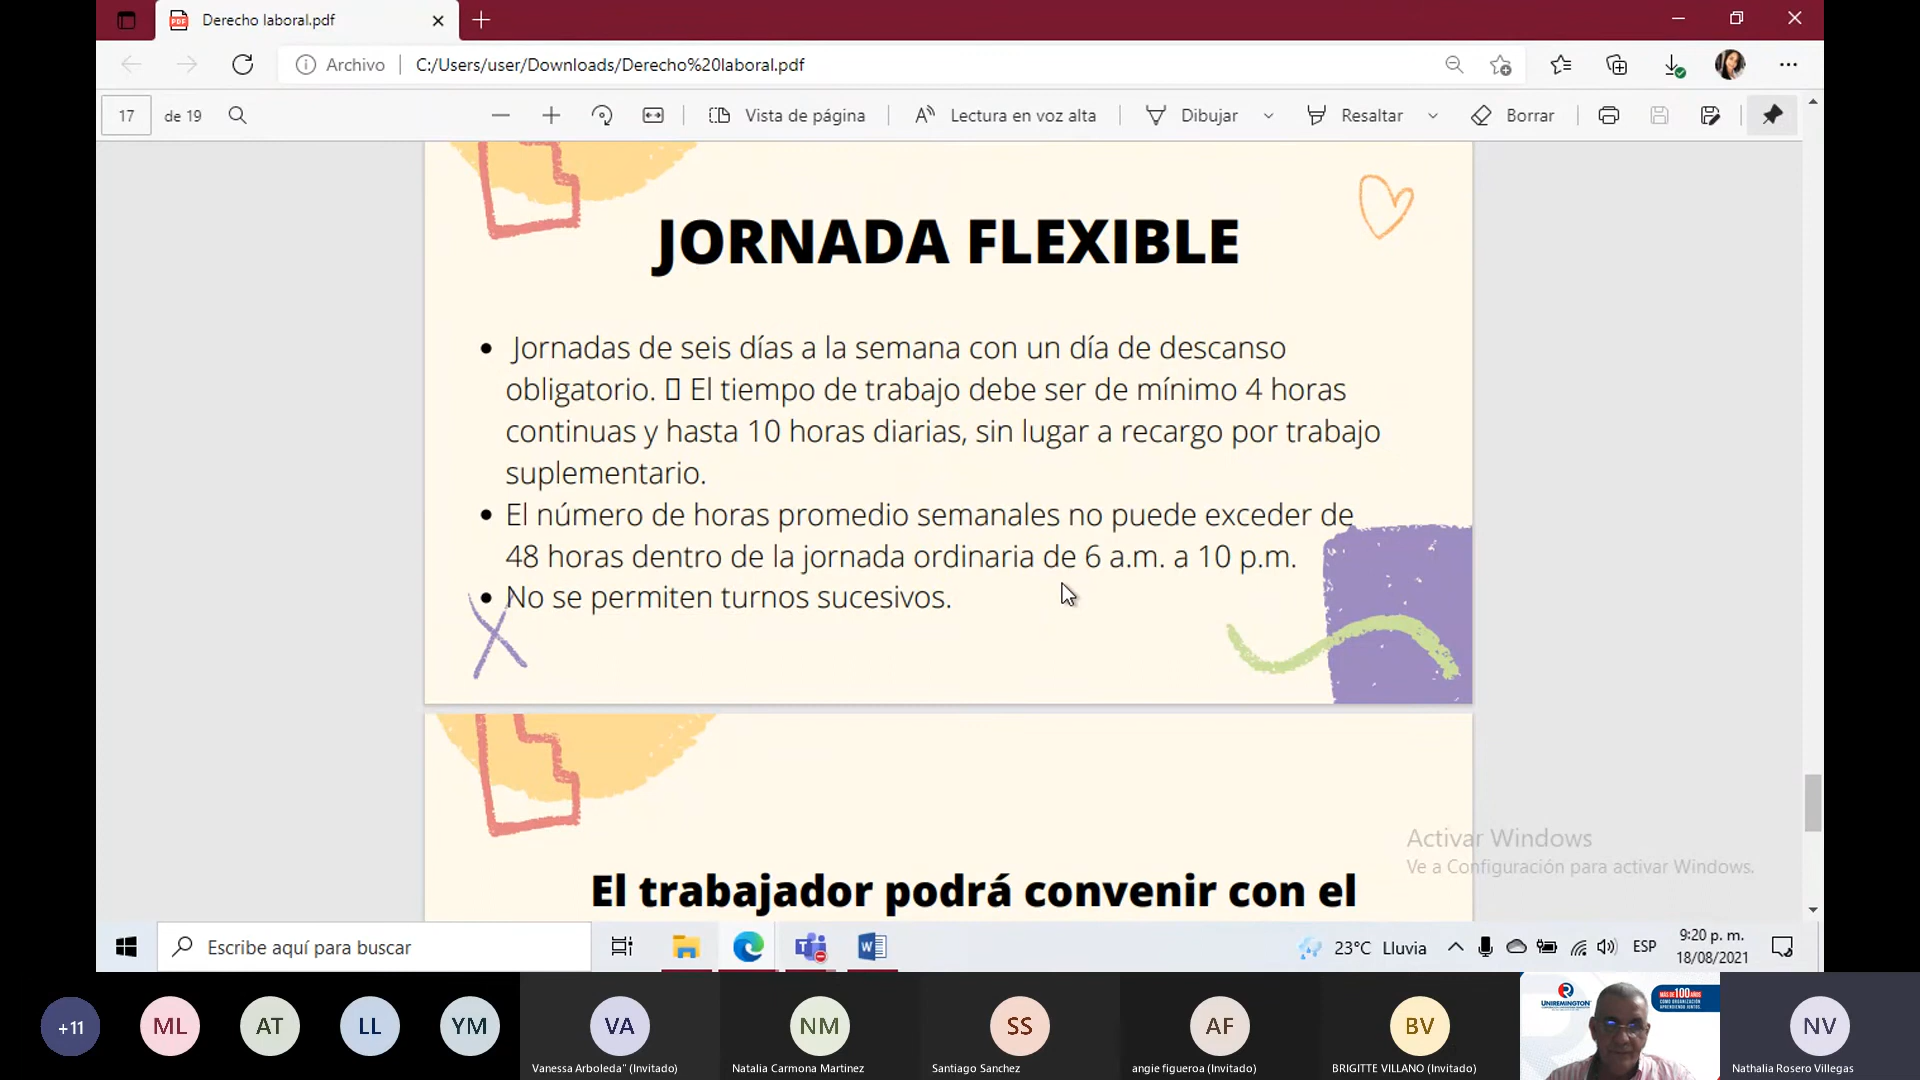 Derecho laboral.pdf
Archivo
C:/Users/user/Downloads/Derecho%20laboral.pdf
17 de 19
Vista de página
Lectura en voz alta
Dibujar
Resaltar
Borrar
JORNADA FLEXIBLE
• Jornadas de seis días a la semana con un día de descanso
obligatorio. ▯ El tiempo de trabajo debe ser de mínimo 4 horas
continuas y hasta 10 horas diarias, sin lugar a recargo por trabajo
suplementario.
• El número de horas promedio semanales no puede exceder de
48 horas dentro de la jornada ordinaria de 6 a.m. a 10 p.m.
• No se permiten turnos sucesivos.
Activar Windows
Ve a Configuración para activar Windows.
El trabajador podrá convenir con el
Escribe aquí para buscar
23°C Lluvia
ESP
9:20 p. m.
18/08/2021
+11
ML
AT
LL
YM
VA
Vanessa Arboleda" (Invitado)
NM
Natalia Carmona Martinez
SS
Santiago Sanchez
AF
angie figueroa (Invitado)
BV
BRIGITTE VILLANO (Invitado)
UNIREMINGTON
MÁS DE 100 AÑOS
NV
Nathalia Rosero Villegas